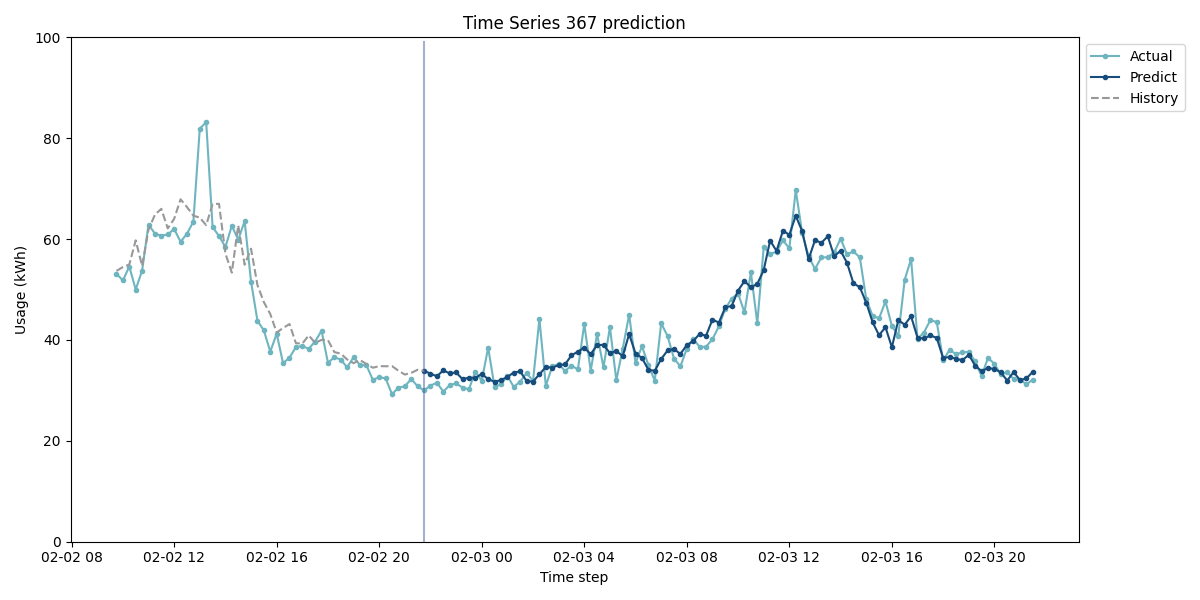 Time Series 367 prediction
100
80
60
40
20
0
Usage (kWh)
02-02 08 02-02 12 02-02 16 02-02 20 02-03 00 02-03 04 02-03 08 02-03 12 02-03 16 02-03 20
Time step
Actual
Predict
History